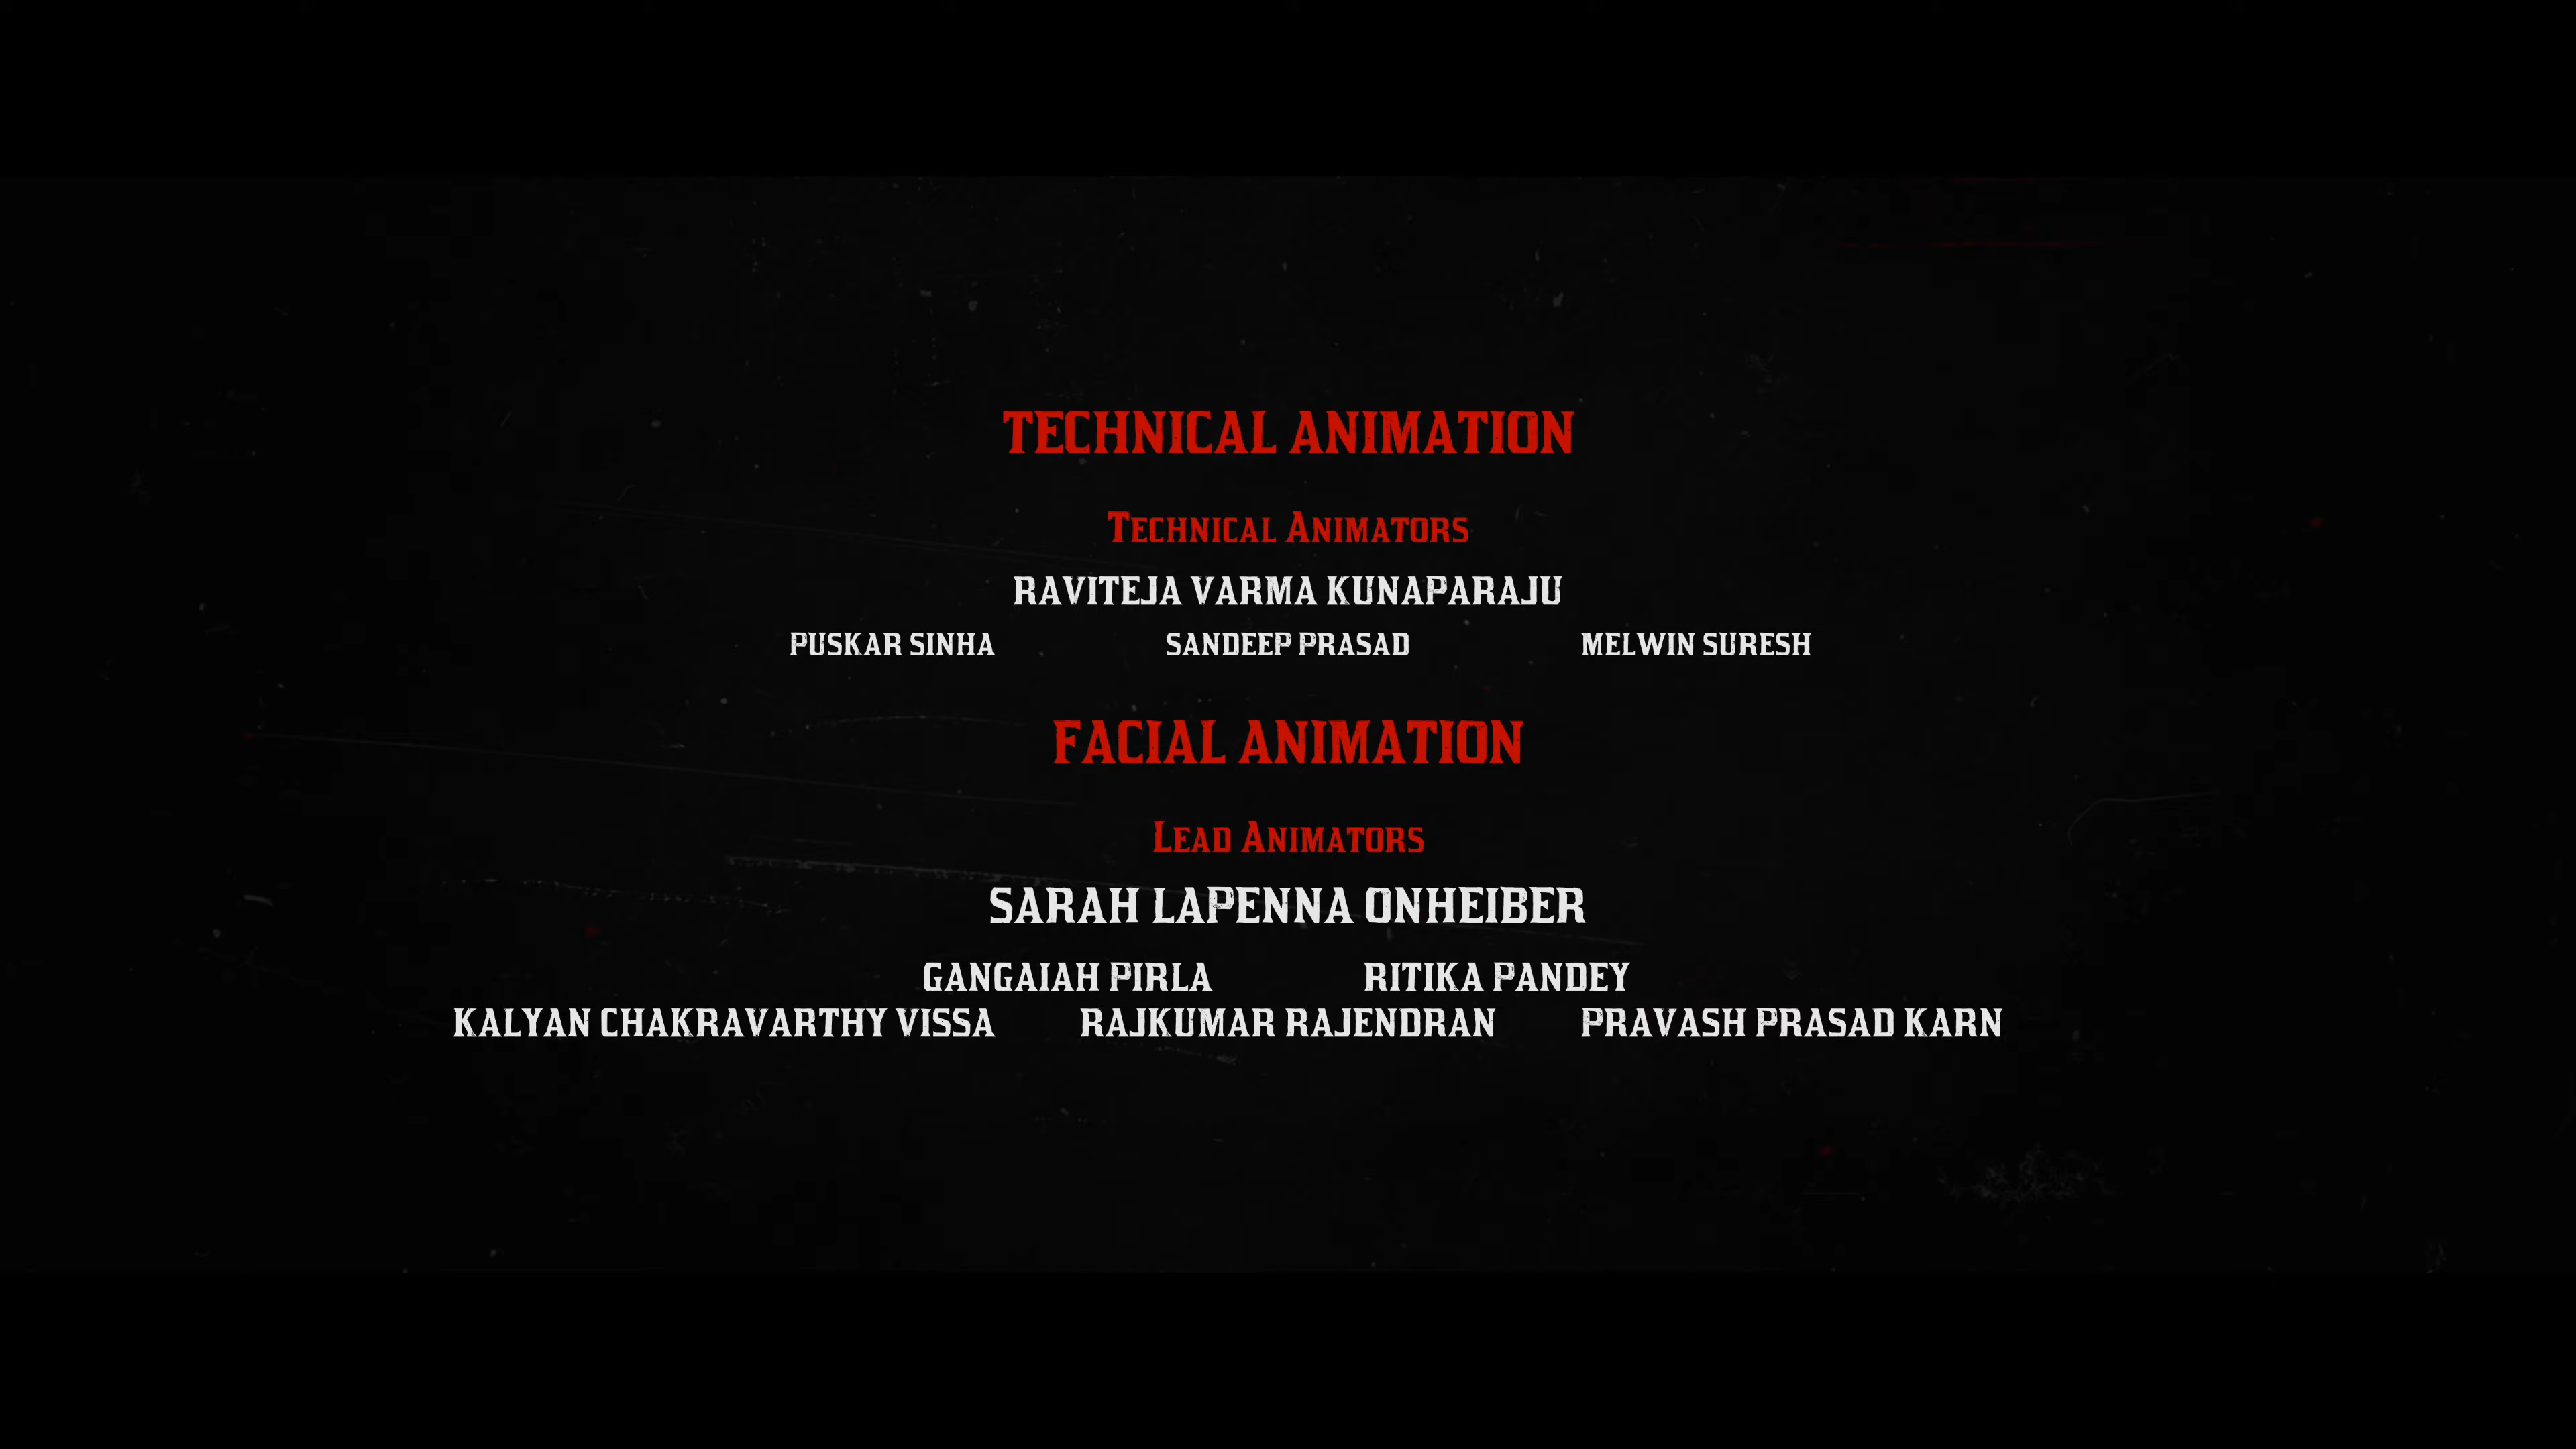 TECHNICAL ANIMATION
TECHNICAL ANIMATORS
RAVITEJA VARMA KUNAPARAJU
PUSKAR SINHA SANDEEP PRASAD MELWIN SURESH
FACIAL ANIMATION
LEAD ANIMATORS
SARAH LAPENNA ONHEIBER
GANGAIAH PIRLA RITIKA PANDEY
KALYAN CHAKRAVARTHY VISSA RAJKUMAR RAJENDRAN PRAVASH PRASAD KARN